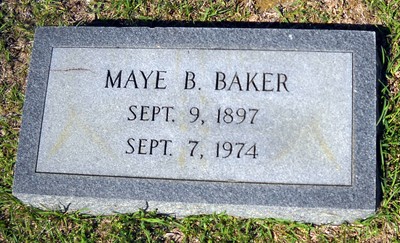 MAYE B. BAKER
SEPT. 9, 1897
SEPT. 7, 1974